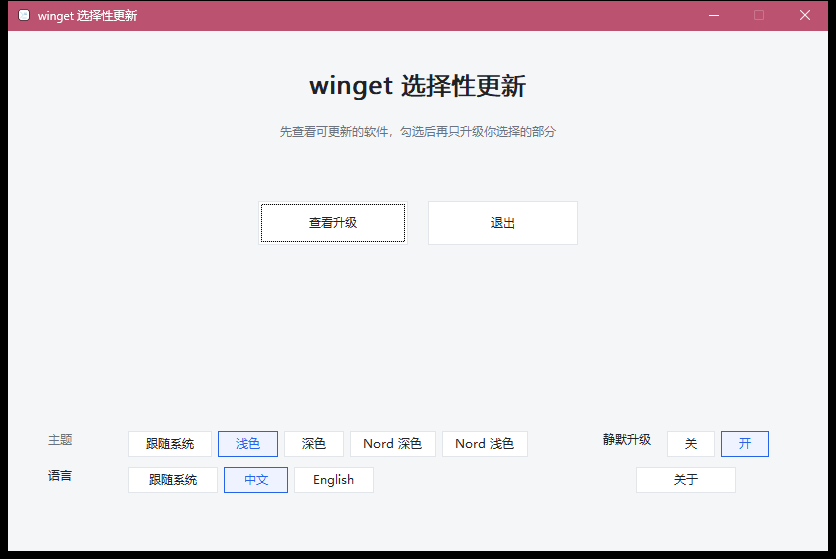 winget 选择性更新
winget 选择性更新
先查看可更新的软件，勾选后再只升级你选择的部分
查看升级 退出
主题 跟随系统 浅色 深色 Nord 深色 Nord 浅色 静默升级 关 开
语言 跟随系统 中文 English 关于